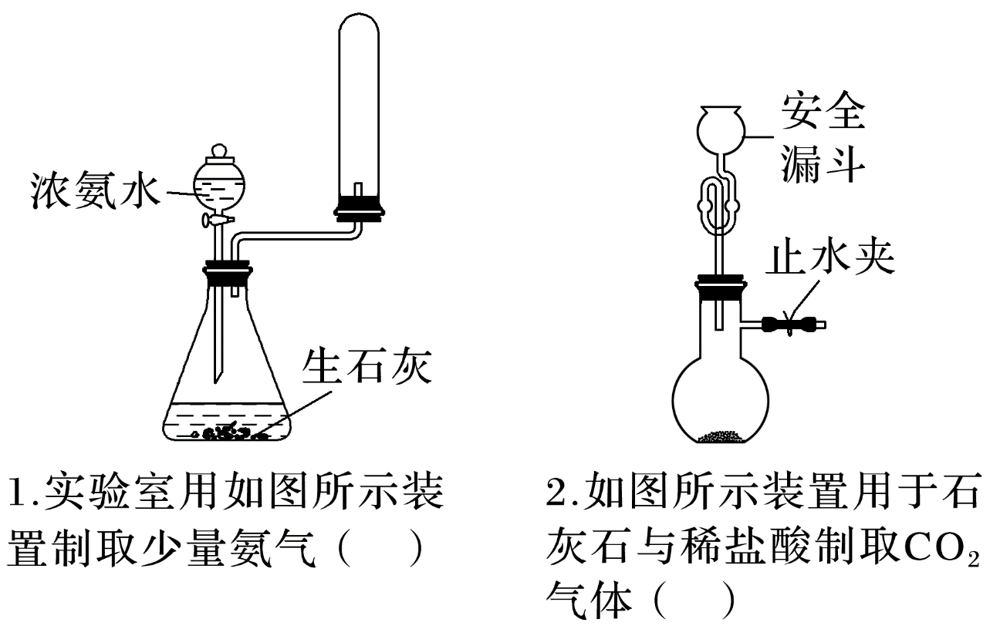 浓氨水
生石灰
1.实验室用如图所示装
置制取少量氨气(  )
安全
漏斗
止水夹
2.如图所示装置用于石
灰石与稀盐酸制取CO₂
气体(  )